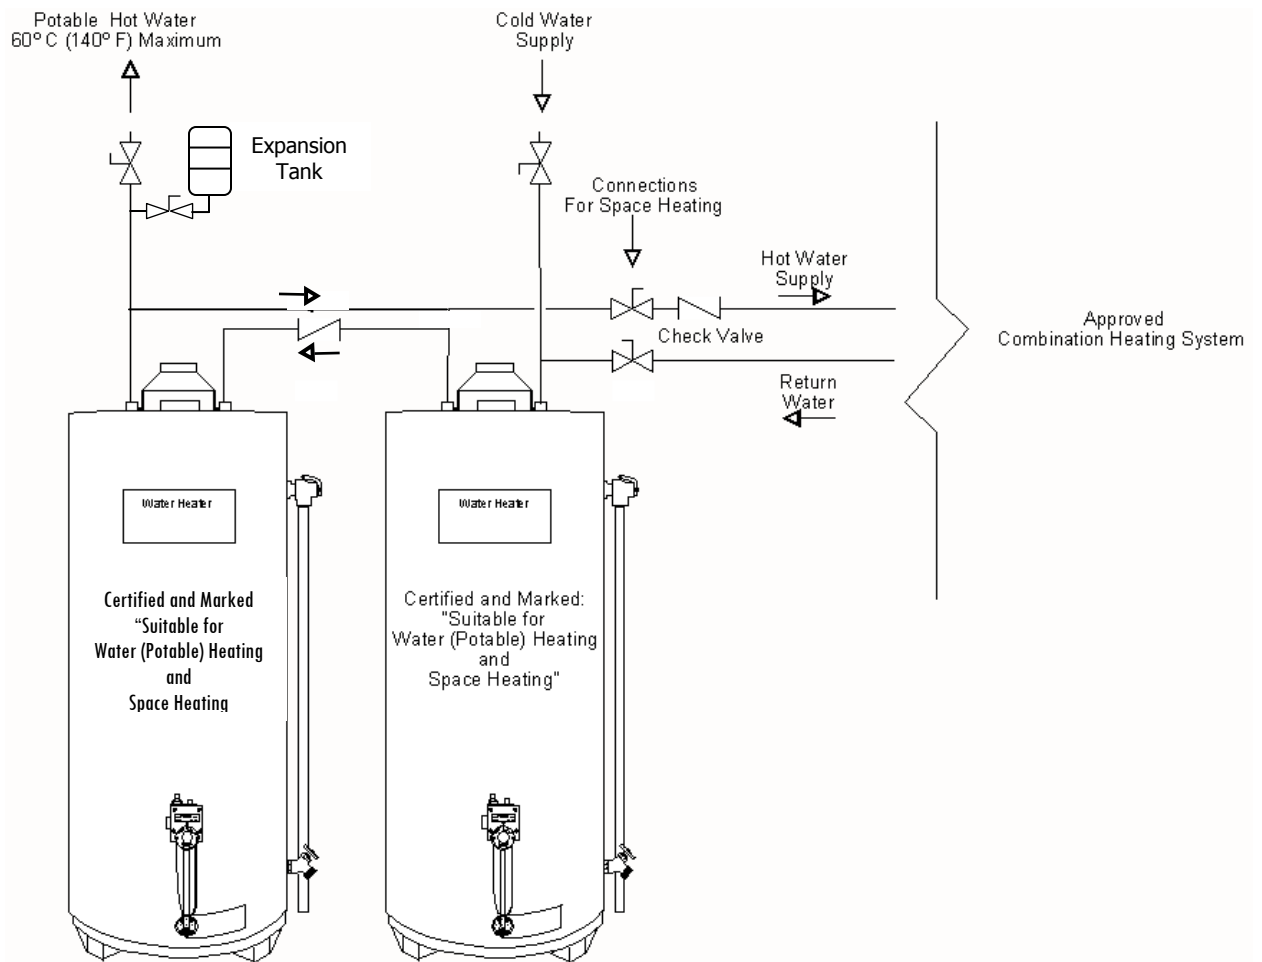 Potable Hot Water
60º C (140º F) Maximum
Cold Water
Supply
Expansion
Tank
Connections
For Space Heating
Hot Water
Supply
Check Valve
Approved
Combination Heating System
Return
Water
Water Heater
Certified and Marked
“Suitable for
Water (Potable) Heating
and
Space Heating
Water Heater
Certified and Marked:
"Suitable for
Water (Potable) Heating
and
Space Heating"